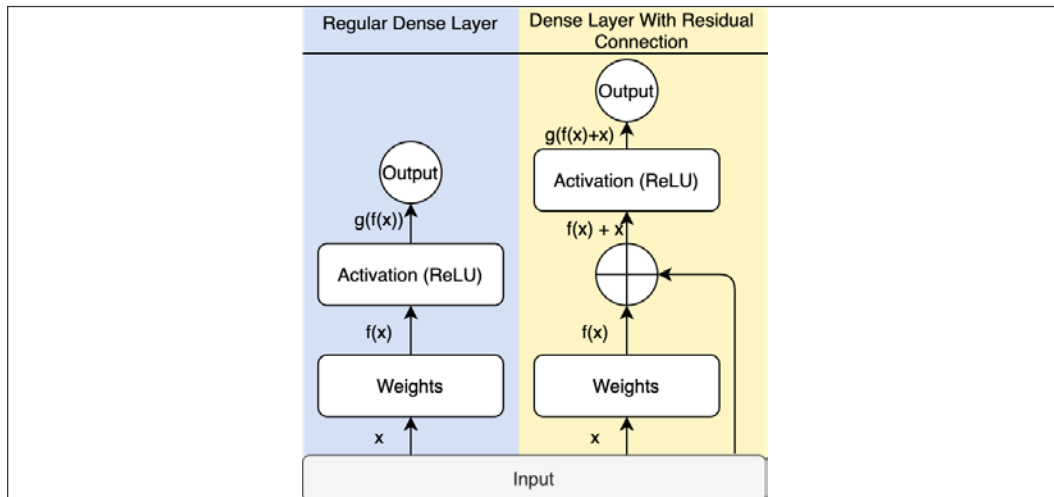 Regular Dense Layer
Dense Layer With Residual
Connection
Output
g(f(x))
Activation (ReLU)
f(x)
Weights
x
Output
g(f(x)+x)
Activation (ReLU)
f(x) + x
f(x)
Weights
x
Input